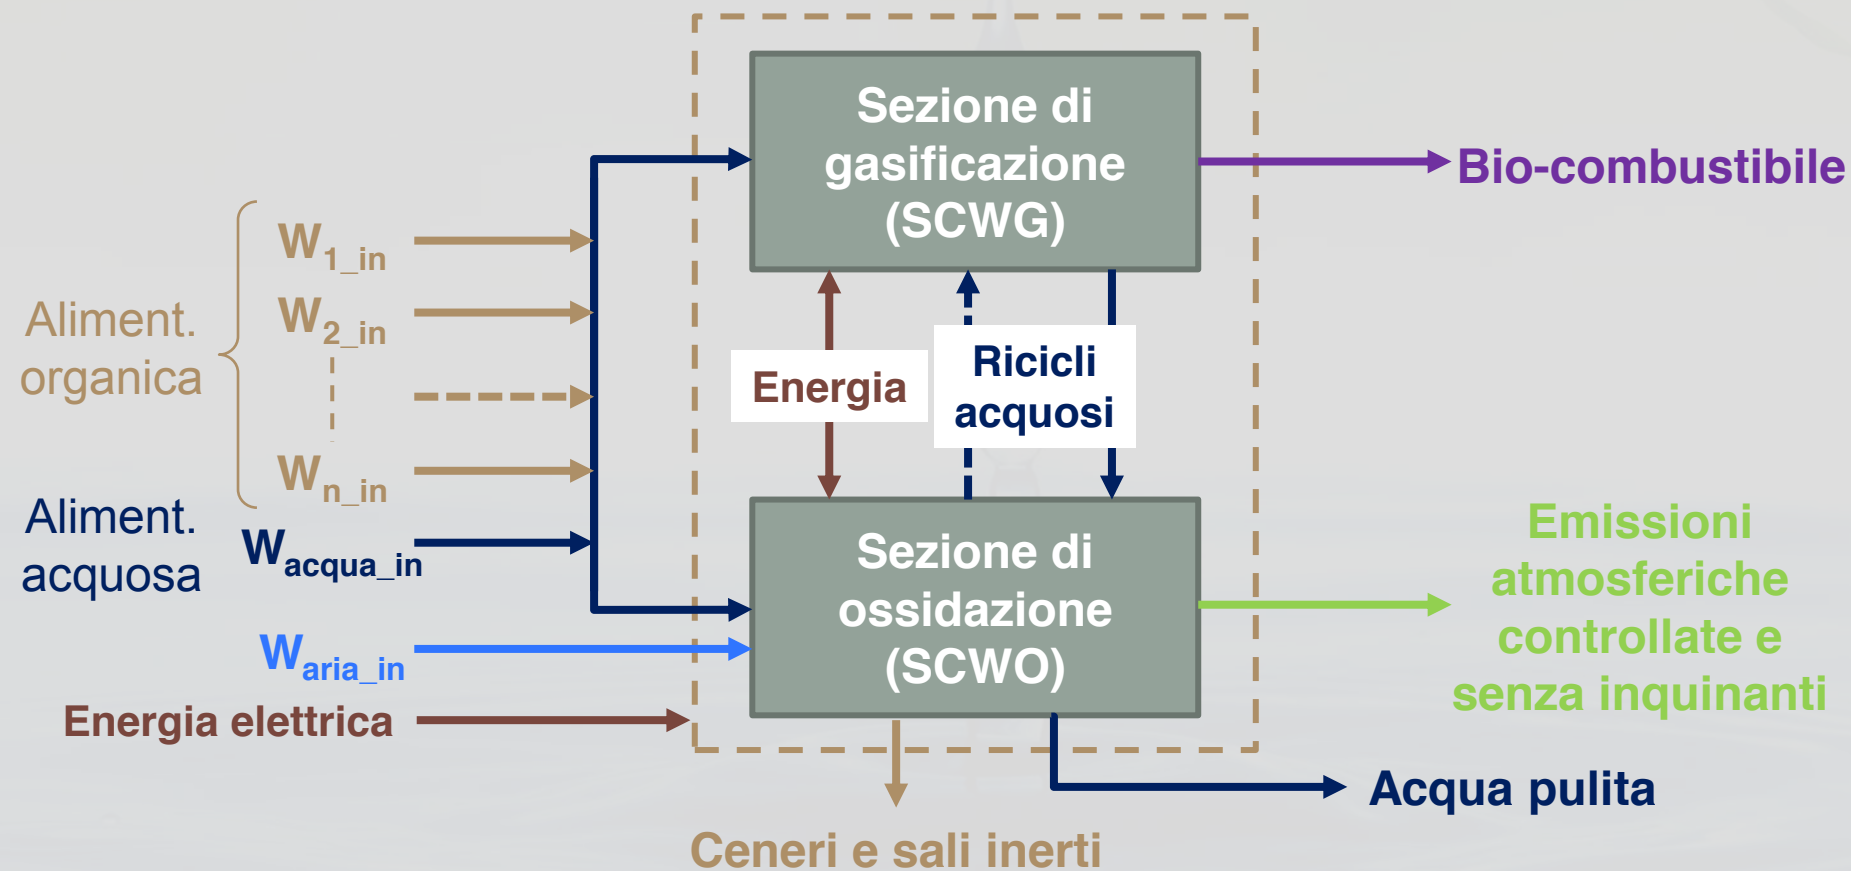 Sezione di
gasificazione
(SCWG)
Bio-combustibile
W1_in
Aliment.
organica
W2_in
Wn_in
Energia
Ricicli
acquosi
Aliment.
acquosa
Wacqua_in
Waria_in
Energia elettrica
Sezione di
ossidazione
(SCWO)
Emissioni
atmosferiche
controllate e
senza inquinanti
Acqua pulita
Ceneri e sali inerti